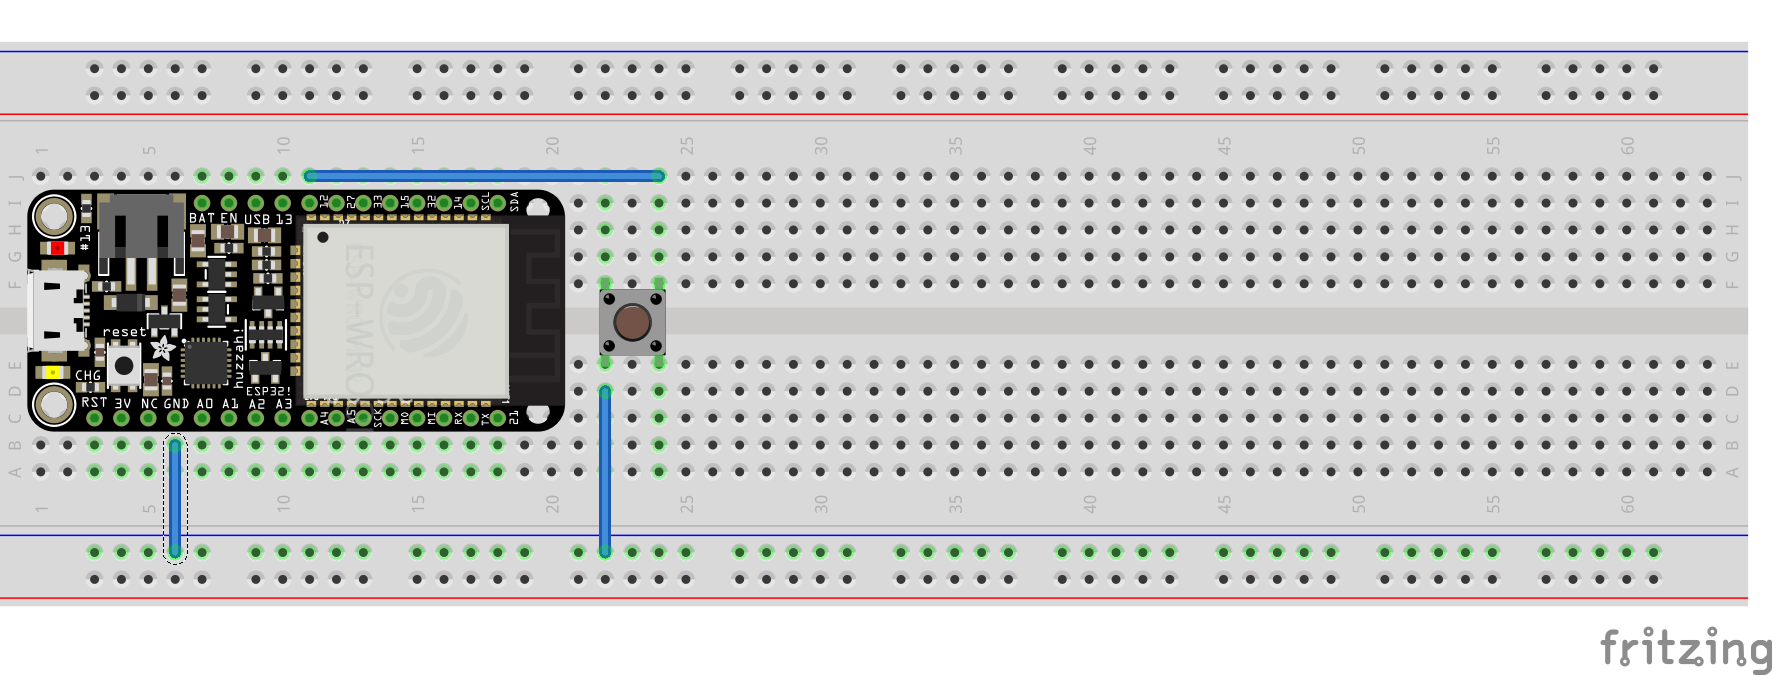 1 5 10 15 20 25 30 35 40 45 50 55 60
J J
I I
H H
G G
F F
BAT EN USB 13 12 27 33 15 32 14 SCL SDA
#13
ESP-WRO
reset
huzzah!
CHG
ESP32!
RST 3V NC GND A0 A1 A2 A3 A4 A5 SCK MO MI RX TX 21
E E
D D
C C
B B
A A
1 5 10 15 20 25 30 35 40 45 50 55 60
fritzing